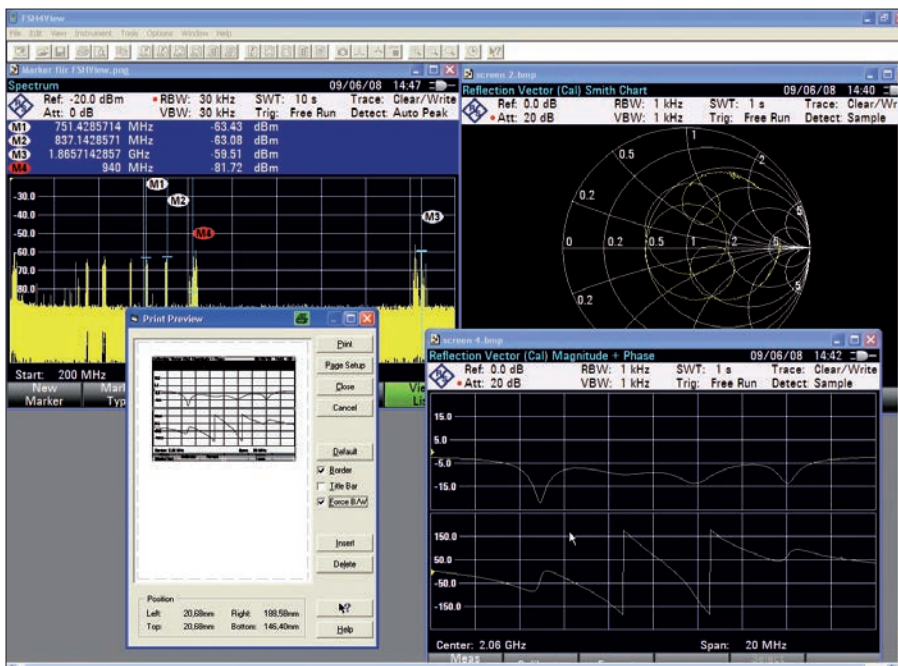 FSH4View
File Edit View Instrument Tools Options Window Help
Marker für FSHView.png
Spectrum 09/06/08 14:47
Ref: -20.0 dBm RBW: 30 kHz SWT: 10 s Trace: Clear/Write
Att: 0 dB VBW: 30 kHz Trig: Free Run Detect: Auto Peak
M1 751.4285714 MHz -63.43 dBm
M2 837.1428571 MHz -63.08 dBm
M3 1.8657142857 GHz -59.51 dBm
M4 940 MHz -81.72 dBm
M1
M2
M3
M4
-30.0
-40.0
-50.0
-60.0
-70.0
80.0
Start: 200 MHz
New
Marker
screen 2.bmp
Reflection Vector (Cal) Smith Chart 09/06/08 14:40
Ref: 0.0 dB RBW: 1 kHz SWT: 1 s Trace: Clear/Wr
Att: 20 dB VBW: 1 kHz Trig: Free Run Detect: Sample
1
0.5 2
0.2 5
0 0.2 0.5 1 2 5
0.2 5
Print Preview
Print
Page Setup
Close
Cancel
Default
Border
Title Bar
Force B/W
Insert
Delete
Help
Position
Left: 20,68mm Right: 188,58mm
Top: 20,68mm Bottom: 146,40mm
screen 4.bmp
Reflection Vector (Cal) Magnitude + Phase 09/06/08 14:42
Ref: 0.0 dB RBW: 1 kHz SWT: 1 s Trace: Clear/Write
Att: 20 dB VBW: 1 kHz Trig: Free Run Detect: Sample
15.0
5.0
-5.0
-15.0
150.0
50.0
-50.0
-150.0
Center: 2.06 GHz Span: 20 MHz
Meas